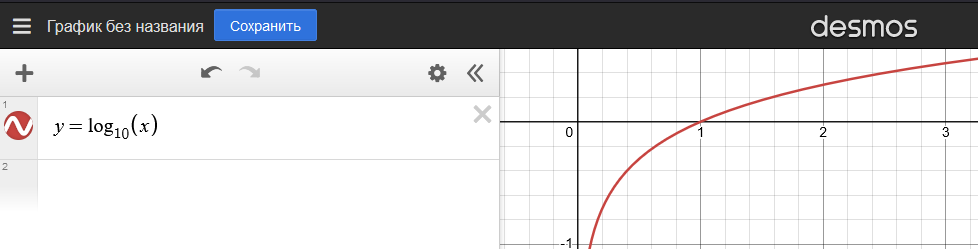 График без названия Сохранить desmos
1
y = log₁₀(x)
2
0 1 2 3
-1